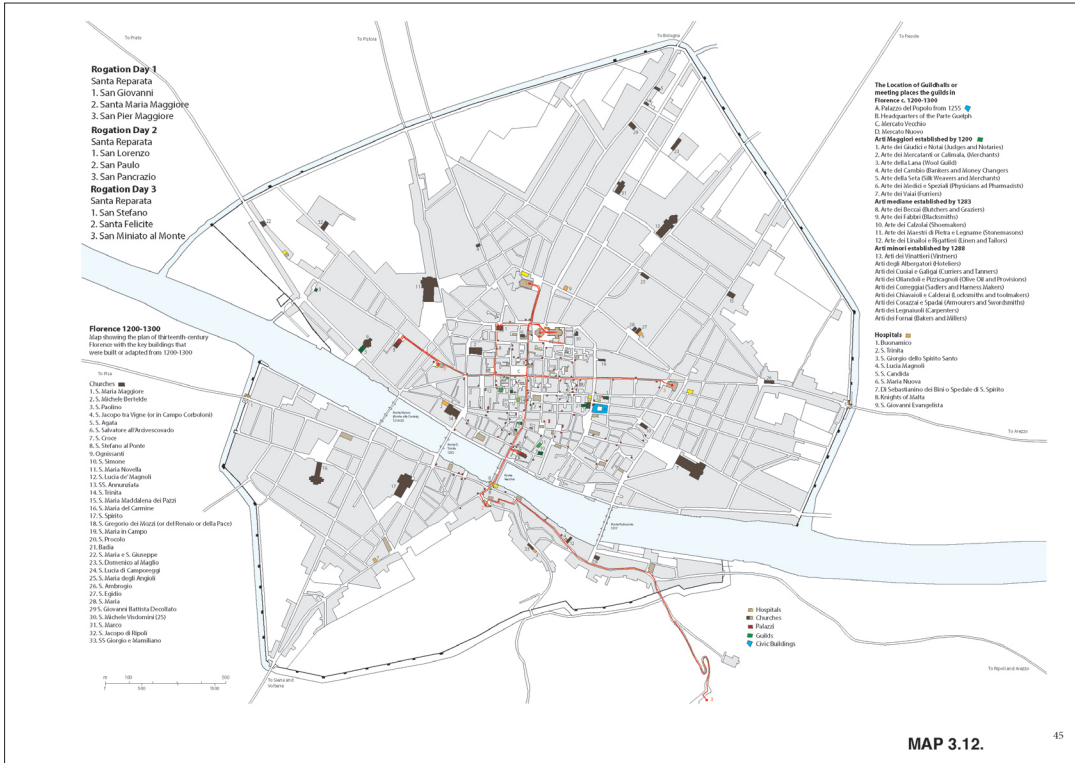 To Prato
To Pistoia
To Bologna
To Fiesole
Rogation Day 1
Santa Reparata
1. San Giovanni
2. Santa Maria Maggiore
3. San Pier Maggiore
Rogation Day 2
Santa Reparata
1. San Lorenzo
2. San Paulo
3. San Pancrazio
Rogation Day 3
Santa Reparata
1. San Stefano
2. Santa Felicite
3. San Miniato al Monte
The Location of Guildhalls or
meeting places the guilds in
Florence c. 1200-1300
A. Palazzo del Popolo from 1255
B. Headquarters of the Parte Guelph
C. Mercato Vecchio
D. Mercato Nuovo
Arti Maggiori established by 1200
1. Arte dei Giudici e Notai (Judges and Notaries)
2. Arte dei Mercatanti or Calimala, (Merchants)
3. Arte della Lana (Wool Guild)
4. Arte del Cambio (Bankers and Money Changers
5. Arte della Seta (Silk Weavers and Merchants)
6. Arte dei Medici e Speziali (Physicians ad Pharmacists)
7. Arte dei Vaiai (Furriers)
Arti mediane established by 1283
8. Arte dei Beccai (Butchers and Graziers)
9. Arte dei Fabbri (Blacksmiths)
10. Arte dei Calzolai (Shoemakers)
11. Arte dei Maestri di Pietra e Legname (Stonemasons)
12. Arte dei Linaioli e Rigattieri (Linen and Tailors)
Arti minori established by 1288
13. Arti dei Vinattieri (Vintners)
Arti degli Albergatori (Hoteliers)
Arti dei Cuoiai e Galigai (Curriers and Tanners)
Arti dei Oliandoli e Pizzicagnoli (Olive Oil and Provisions)
Arti dei Correggiai (Sadlers and Harness Makers)
Arti dei Chiavaioli e Calderai (Locksmiths and toolmakers)
Arti dei Corazzai e Spadai (Armourers and Swordsmiths)
Arti dei Legnaiuoli (Carpenters)
Arti dei Fornai (Bakers and Millers)
Hospitals
1. Buonamico
2. S. Trinita
3. S. Giorgio dello Spirito Santo
4. S. Lucia Magnoli
5. S. Candida
6. S. Maria Nuova
7. Di Sebastianino dei Bini o Spedale di S. Spirito
8. Knights of Malta
9. S. Giovanni Evangelista
Florence 1200-1300
Map showing the plan of thirteenth-century
Florence with the key buildings that
were built or adapted from 1200-1300
To Pisa
Churches
1. S. Maria Maggiore
2. S. Michele Bertelde
3. S. Paolino
4. S. Jacopo tra Vigne (or in Campo Corboloni)
5. S. Agata
6. S. Salvatore all'Arcivescovado
7. S. Croce
8. S. Stefano al Ponte
9. Ognissanti
10. S. Simone
11. S. Maria Novella
12. S. Lucia de' Magnoli
13. SS. Annunziata
14. S. Trinita
15. S. Maria Maddalena dei Pazzi
16. S. Maria del Carmine
17. S. Spirito
18. S. Gregorio dei Mozzi (or del Renaio or della Pace)
19. S. Maria in Campo
20. S. Procolo
21. Badia
22. S. Maria e S. Giuseppe
23. S. Domenico al Maglio
24. S. Lucia di Camporeggi
25. S. Maria degli Angioli
26. S. Ambrogio
27. S. Egidio
28. S. Maria
29 S. Giovanni Battista Decollato
30. S. Michele Visdomini (25)
31. S. Marco
32. S. Jacopo di Ripoli
33. SS Giorgio e Mamiliano
To Arezzo
Hospitals
Churches
Palazzi
Guilds
Civic Buildings
To Ripoli and Arezzo
To Siena and
Volterra
m 100 500
f 500 1500
MAP 3.12.
45